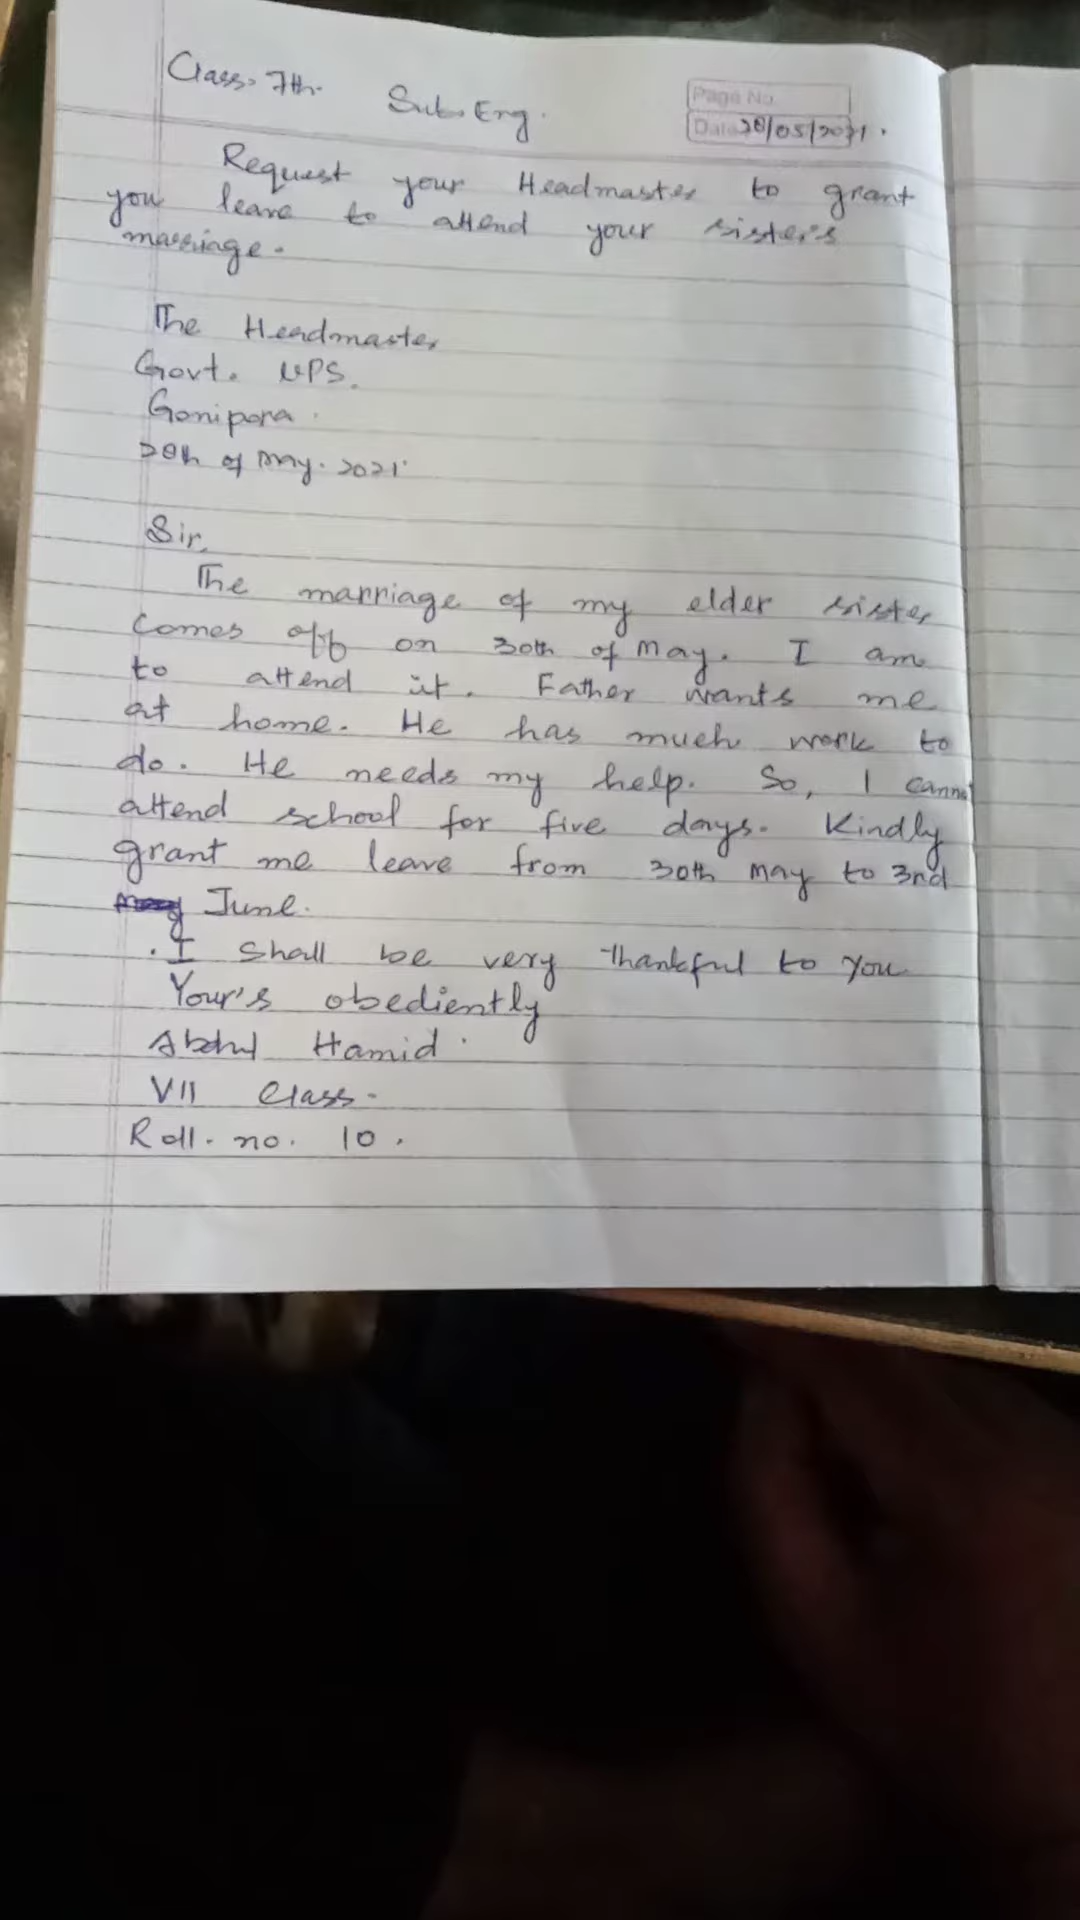 Class. 7th. Sub. Eng.
Page No.
Date 28/05/2021.
Request your Headmaster to grant
you leave to attend your sister's
marriage.
The Headmaster
Govt. UPS.
Gonipora.
28th of May. 2021.
Sir,
The marriage of my elder sister
comes off on 30th of May. I am
to attend it. Father wants me
at home. He has much work to
do. He needs my help. So, I
attend school for five days. Kindly
grant me leave from 30th May to 3nd
June.
I shall be very thankful to you
Your's obediently
Abdul Hamid.
VII Class.
Roll. no. 10.